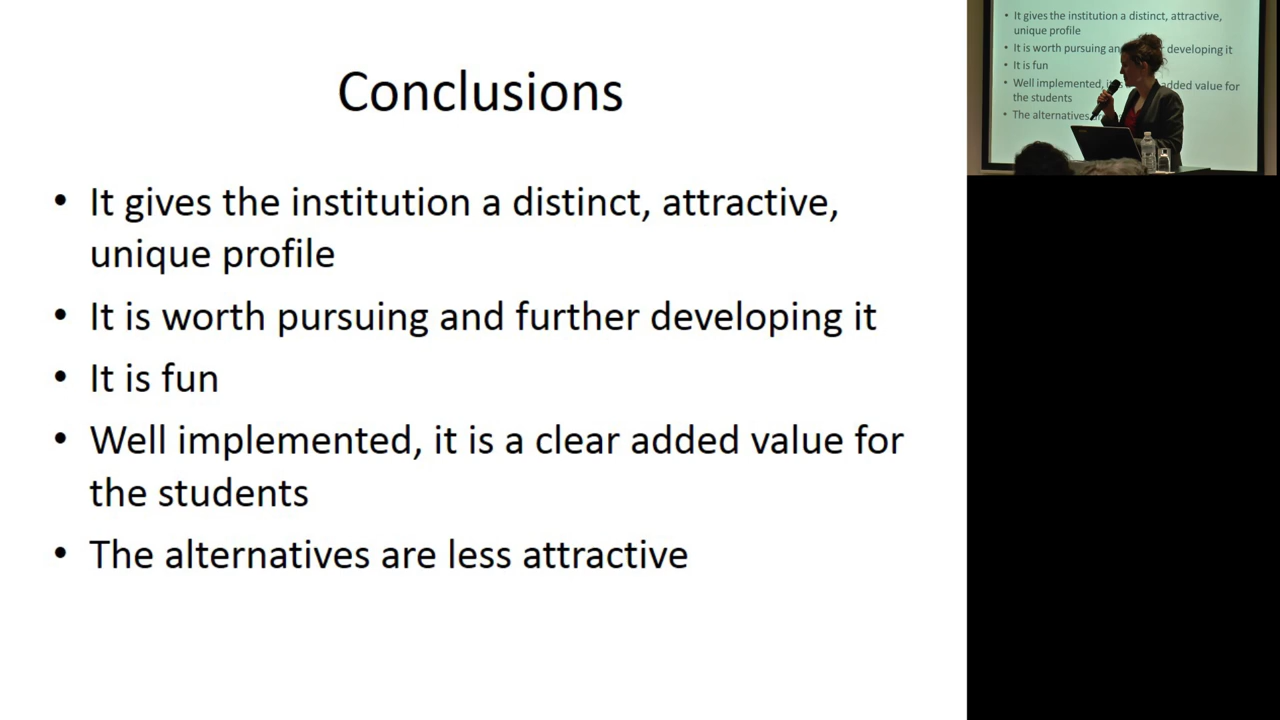 Conclusions
• It gives the institution a distinct, attractive,
unique profile
• It is worth pursuing and further developing it
• It is fun
• Well implemented, it is a clear added value for
the students
• The alternatives are less attractive
• It gives the institution a distinct, attractive,
unique profile
• It is worth pursuing an developing it
• It is fun
• Well implemented, added value for
the students
• The alternatives